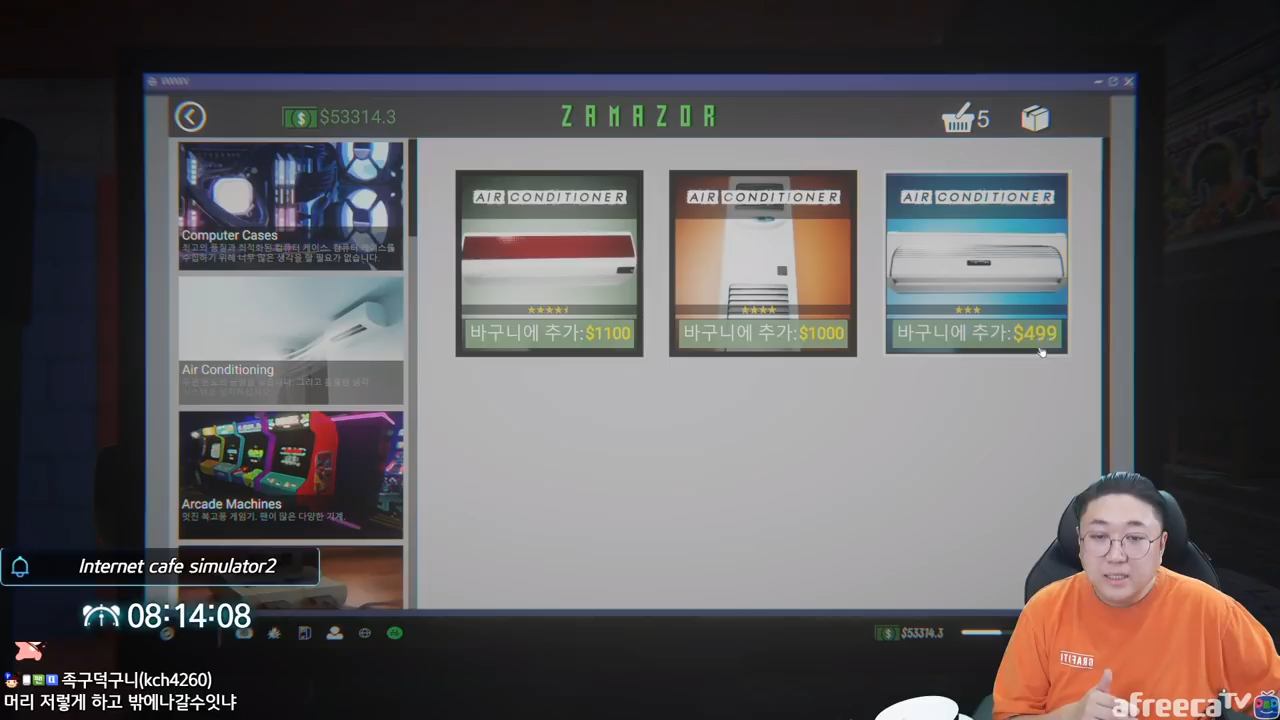 $53314.3
ZAMAZOR
5
Computer Cases
최고의 품질과 최적화된 컴퓨터 케이스. 컴퓨터 케이스를
수집하기 위해 너무 많은 생각을 할 필요가 없습니다.
Air Conditioning
Arcade Machines
멋진 복고풍 게임기. 팬이 많은 다양한 기계.
AIR CONDITIONER
바구니에 추가:$1100
AIR CONDITIONER
바구니에 추가:$1000
AIR CONDITIONER
바구니에 추가:$499
Internet cafe simulator2
08:14:08
$53314.3
족구덕구니(kch4260)
머리 저렇게 하고 밖에나갈수잇냐
GRAFITI
afreecaTV